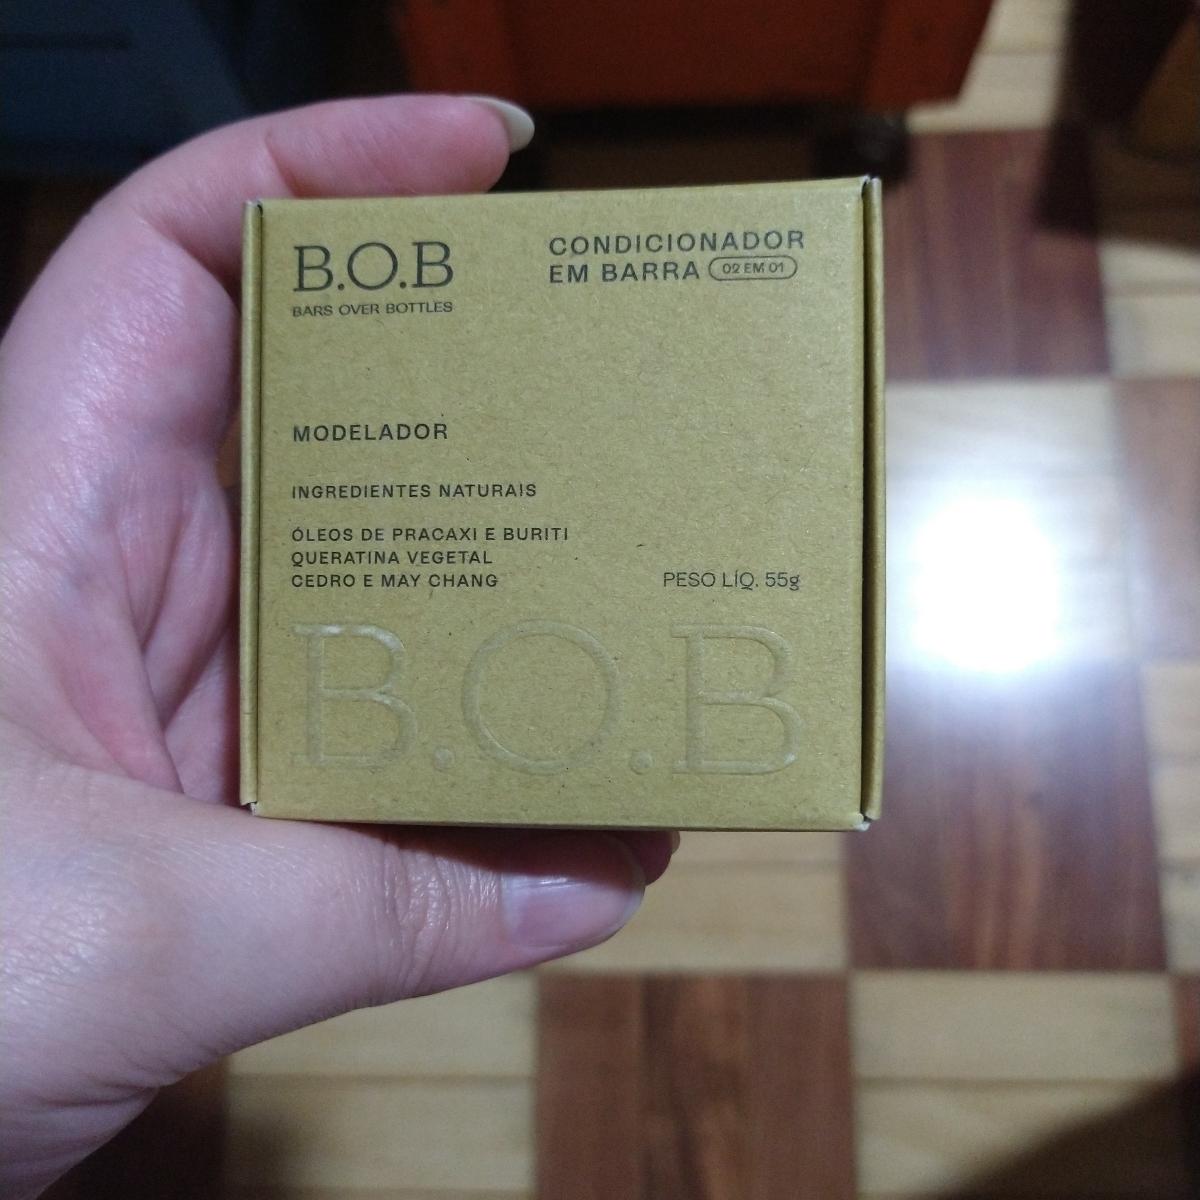 B.O.B
BARS OVER BOTTLES
CONDICIONADOR
EM BARRA 02 EM 01
MODELADOR
INGREDIENTES NATURAIS
ÓLEOS DE PRACAXI E BURITI
QUERATINA VEGETAL
CEDRO E MAY CHANG
PESO LÍQ. 55g
B.O.B